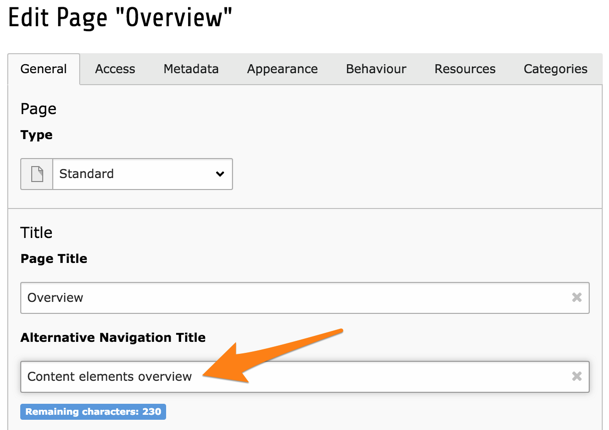 Edit Page "Overview"
General Access Metadata Appearance Behaviour Resources Categories
Page
Type
Standard
Title
Page Title
Overview
Alternative Navigation Title
Content elements overview
Remaining characters: 230